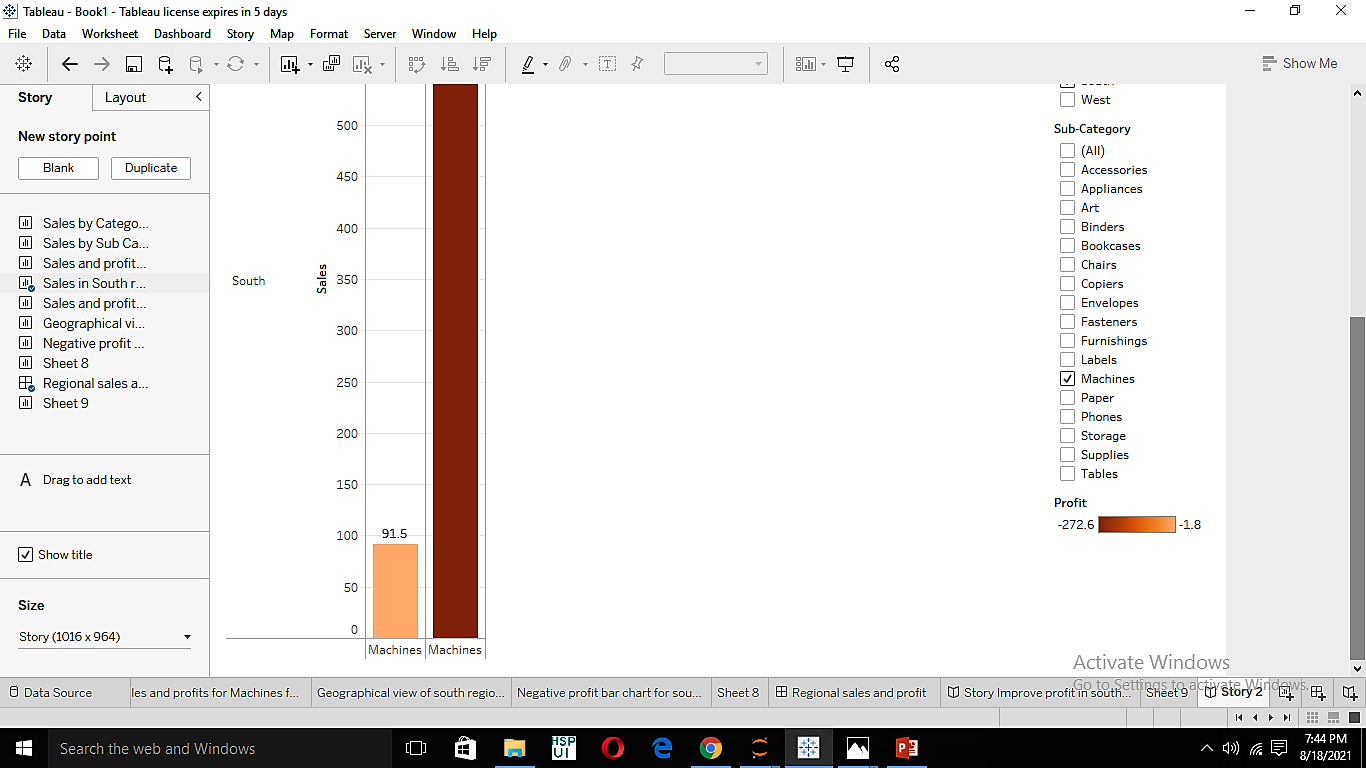 Tableau - Book1 - Tableau license expires in 5 days
File Data Worksheet Dashboard Story Map Format Server Window Help
Show Me
Story Layout <
New story point
Blank Duplicate
Sales by Catego...
Sales by Sub Ca...
Sales and profit...
Sales in South r...
Sales and profit...
Geographical vi...
Negative profit ...
Sheet 8
Regional sales a...
Sheet 9
A Drag to add text
Show title
Size
Story (1016 x 964)
South
Sales
500
450
400
350
300
250
200
150
100
50
0
91.5
Machines Machines
West
Sub-Category
(All)
Accessories
Appliances
Art
Binders
Bookcases
Chairs
Copiers
Envelopes
Fasteners
Furnishings
Labels
Machines
Paper
Phones
Storage
Supplies
Tables
Profit
-272.6 -1.8
Activate Windows
Go to Settings to activate Windows.
Data Source les and profits for Machines f... Geographical view of south regio... Negative profit bar chart for sou... Sheet 8 Regional sales and profit Story Improve profit in south... Sheet 9 Story 2
Search the web and Windows
HSP
UI
7:44 PM
8/18/2021